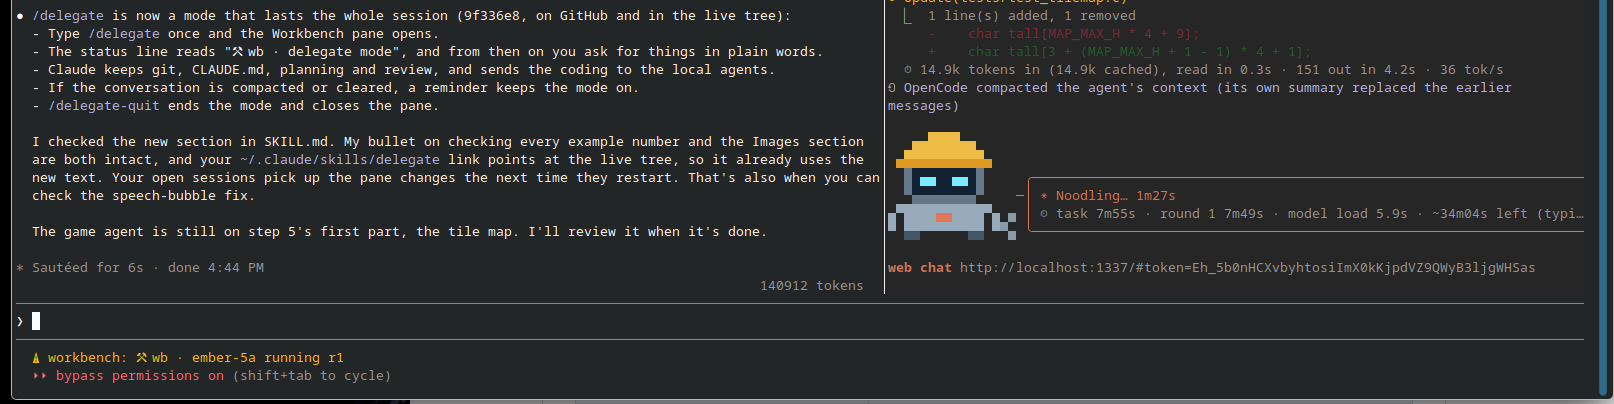 ● /delegate is now a mode that lasts the whole session (9f336e8, on GitHub and in the live tree):
- Type /delegate once and the Workbench pane opens.
- The status line reads "⚒ wb · delegate mode", and from then on you ask for things in plain words.
- Claude keeps git, CLAUDE.md, planning and review, and sends the coding to the local agents.
- If the conversation is compacted or cleared, a reminder keeps the mode on.
- /delegate-quit ends the mode and closes the pane.
I checked the new section in SKILL.md. My bullet on checking every example number and the Images section
are both intact, and your ~/.claude/skills/delegate link points at the live tree, so it already uses the
new text. Your open sessions pick up the pane changes the next time they restart. That's also when you can
check the speech-bubble fix.
The game agent is still on step 5's first part, the tile map. I'll review it when it's done.
✳ Sautéed for 6s · done 4:44 PM
140912 tokens
1 line(s) added, 1 removed
- char tall[MAP_MAX_H * 4 + 9];
+ char tall[3 + (MAP_MAX_H + 1 - 1) * 4 + 1];
⏱ 14.9k tokens in (14.9k cached), read in 0.3s · 151 out in 4.2s · 36 tok/s
OpenCode compacted the agent's context (its own summary replaced the earlier
messages)
✳ Noodling… 1m27s
⏱ task 7m55s · round 1 7m49s · model load 5.9s · ~34m04s left (typi…
web chat http://localhost:1337/#token=Eh_5b0nHCXvbyhtosiImX0kKjpdVZ9QWyB3ljgWHSas
❯
workbench: ⚒ wb · ember-5a running r1
⏵⏵ bypass permissions on (shift+tab to cycle)